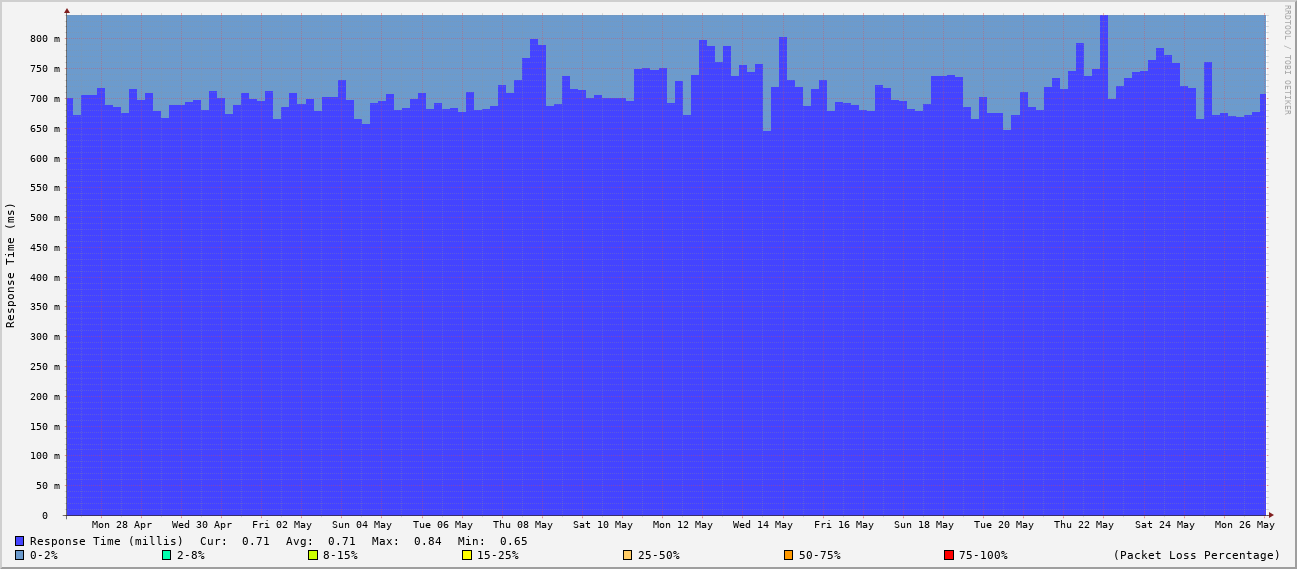 RRDTOOL / TOBI OETIKER
Response Time (ms)
800 m
750 m
700 m
650 m
600 m
550 m
500 m
450 m
400 m
350 m
300 m
250 m
200 m
150 m
100 m
50 m
0
Mon 28 Apr Wed 30 Apr Fri 02 May Sun 04 May Tue 06 May Thu 08 May Sat 10 May Mon 12 May Wed 14 May Fri 16 May Sun 18 May Tue 20 May Thu 22 May Sat 24 May Mon 26 May
Response Time (millis) Cur: 0.71 Avg: 0.71 Max: 0.84 Min: 0.65
0-2% 2-8% 8-15% 15-25% 25-50% 50-75% 75-100% (Packet Loss Percentage)